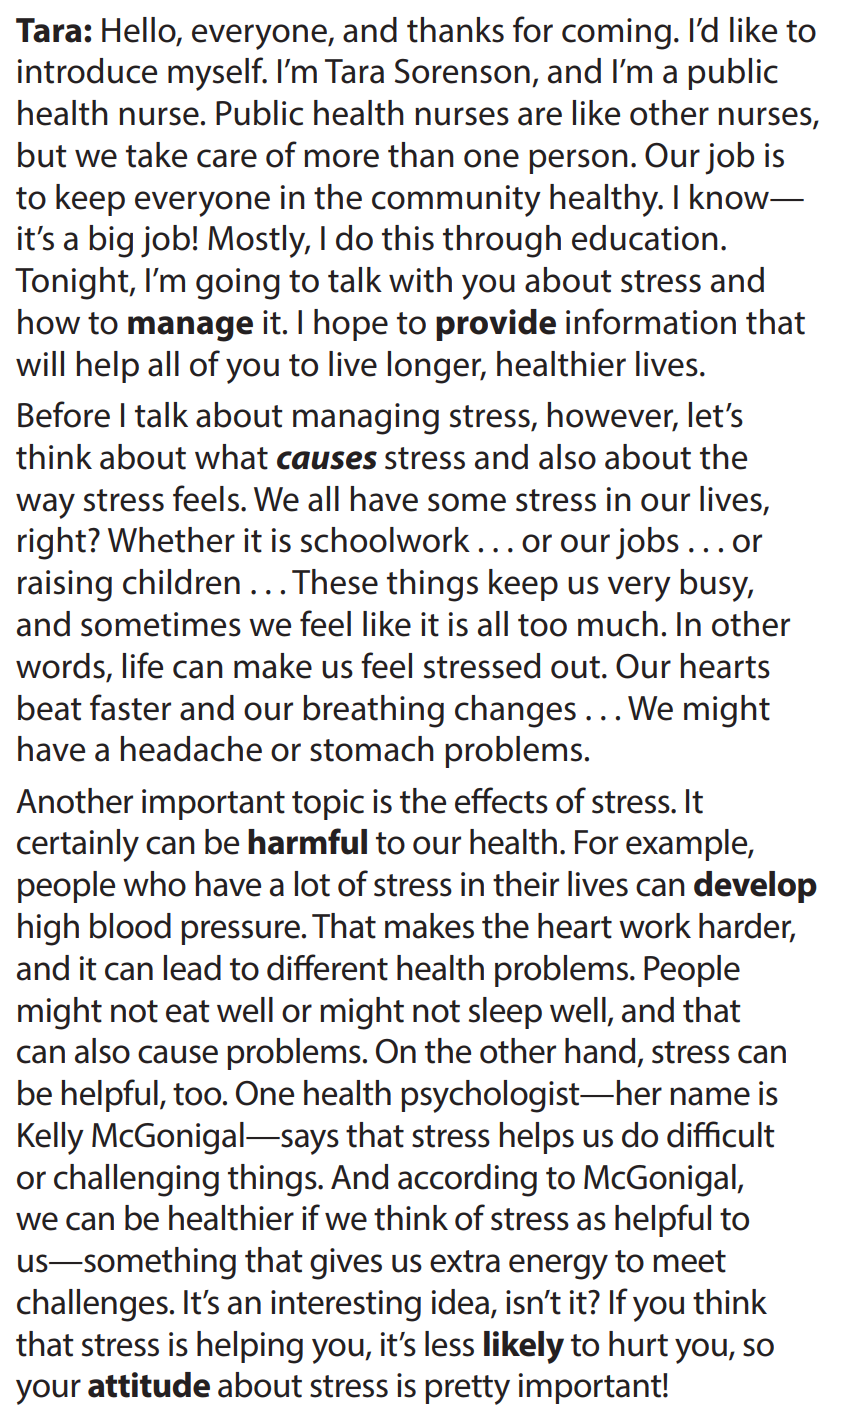 Tara: Hello, everyone, and thanks for coming. I’d like to
introduce myself. I’m Tara Sorenson, and I’m a public
health nurse. Public health nurses are like other nurses,
but we take care of more than one person. Our job is
to keep everyone in the community healthy. I know—
it’s a big job! Mostly, I do this through education.
Tonight, I’m going to talk with you about stress and
how to manage it. I hope to provide information that
will help all of you to live longer, healthier lives.
Before I talk about managing stress, however, let’s
think about what causes stress and also about the
way stress feels. We all have some stress in our lives,
right? Whether it is schoolwork . . . or our jobs . . . or
raising children . . . These things keep us very busy,
and sometimes we feel like it is all too much. In other
words, life can make us feel stressed out. Our hearts
beat faster and our breathing changes . . . We might
have a headache or stomach problems.
Another important topic is the effects of stress. It
certainly can be harmful to our health. For example,
people who have a lot of stress in their lives can develop
high blood pressure. That makes the heart work harder,
and it can lead to different health problems. People
might not eat well or might not sleep well, and that
can also cause problems. On the other hand, stress can
be helpful, too. One health psychologist—her name is
Kelly McGonigal—says that stress helps us do difficult
or challenging things. And according to McGonigal,
we can be healthier if we think of stress as helpful to
us—something that gives us extra energy to meet
challenges. It’s an interesting idea, isn’t it? If you think
that stress is helping you, it’s less likely to hurt you, so
your attitude about stress is pretty important!